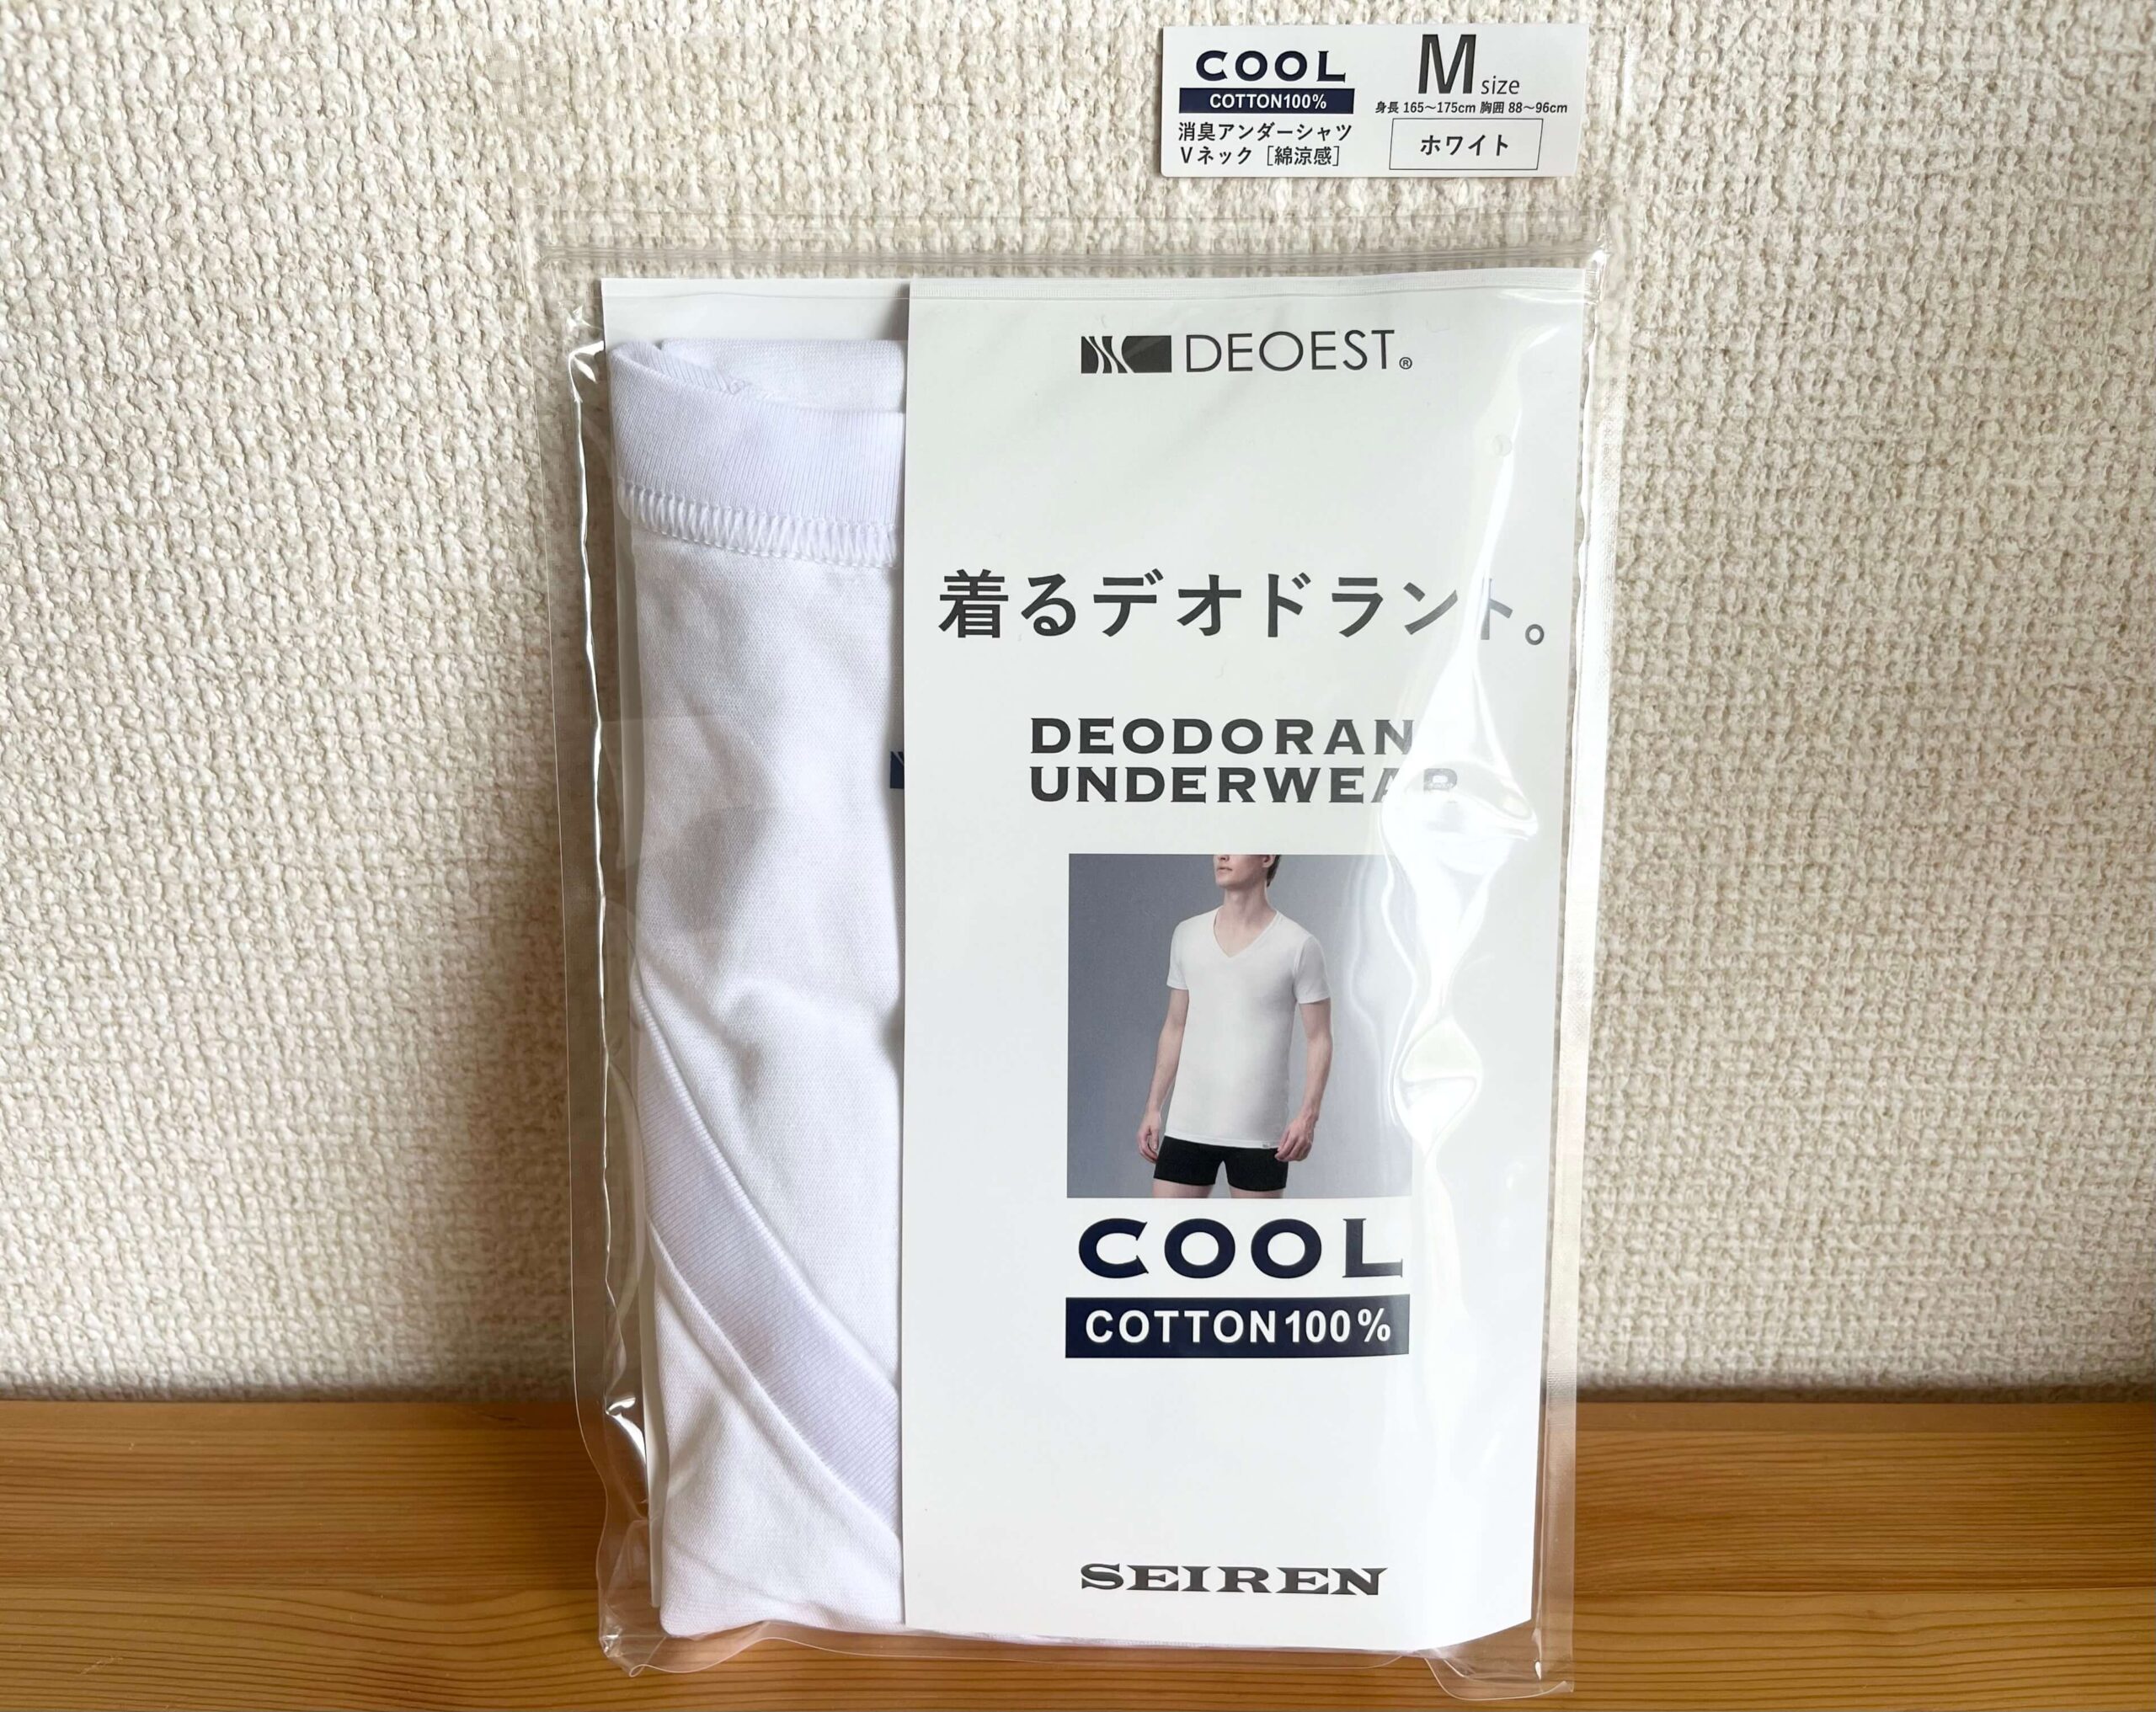 COOL
COTTON100%
消臭アンダーシャツ
Vネック［綿涼感］
M size
身長 165〜175cm 胸囲 88〜96cm
ホワイト
DEOEST®
着るデオドラント。
DEODORAN
UNDERWEAR
COOL
COTTON100%
SEIREN